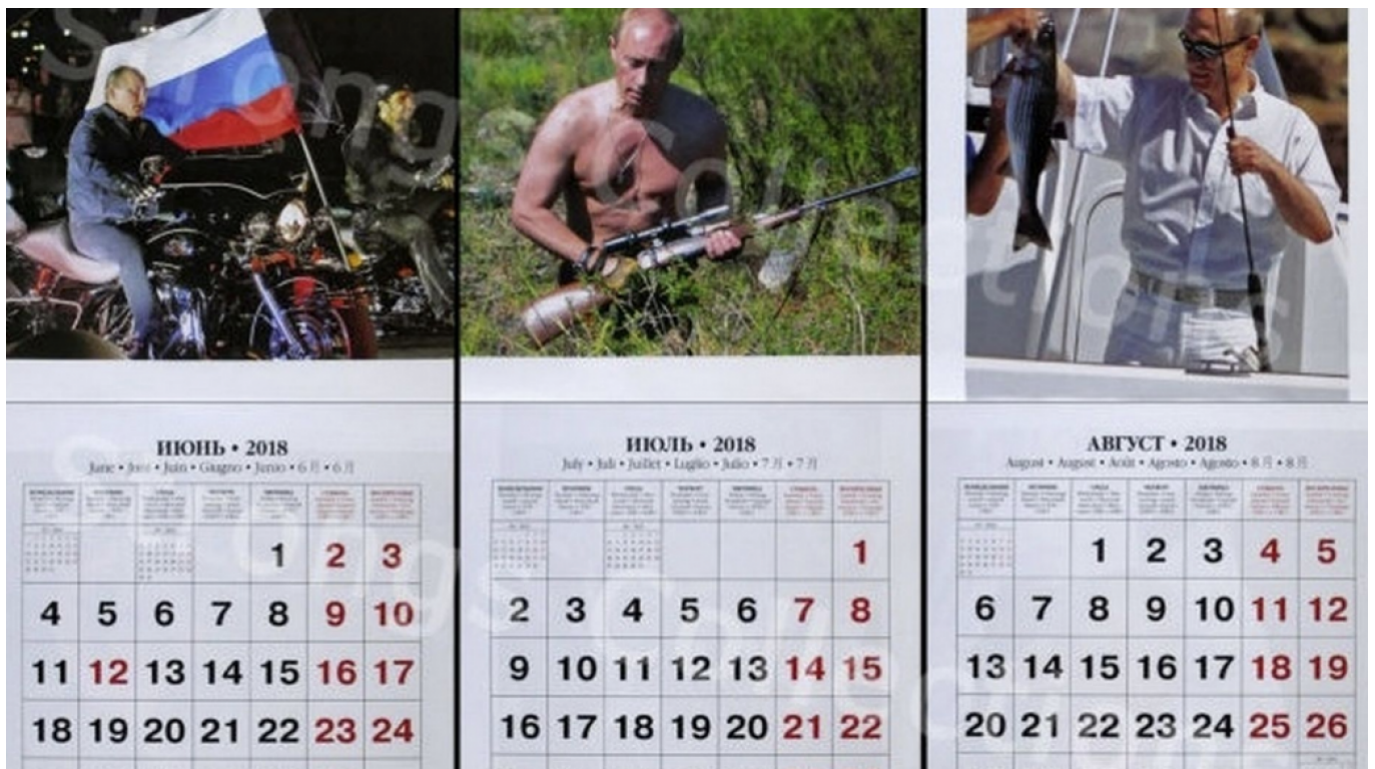 Strongs Collections
ИЮНЬ • 2018
June • Juni • Juin • Giugno • Junio • 6月 • 6月
1 2 3
4 5 6 7 8 9 10
11 12 13 14 15 16 17
18 19 20 21 22 23 24
ИЮЛЬ • 2018
July • Juli • Juillet • Luglio • Julio • 7月 • 7月
1
2 3 4 5 6 7 8
9 10 11 12 13 14 15
16 17 18 19 20 21 22
АВГУСТ • 2018
August • August • Août • Agosto • Agosto • 8月 • 8月
1 2 3 4 5
6 7 8 9 10 11 12
13 14 15 16 17 18 19
20 21 22 23 24 25 26
Strongs Collections